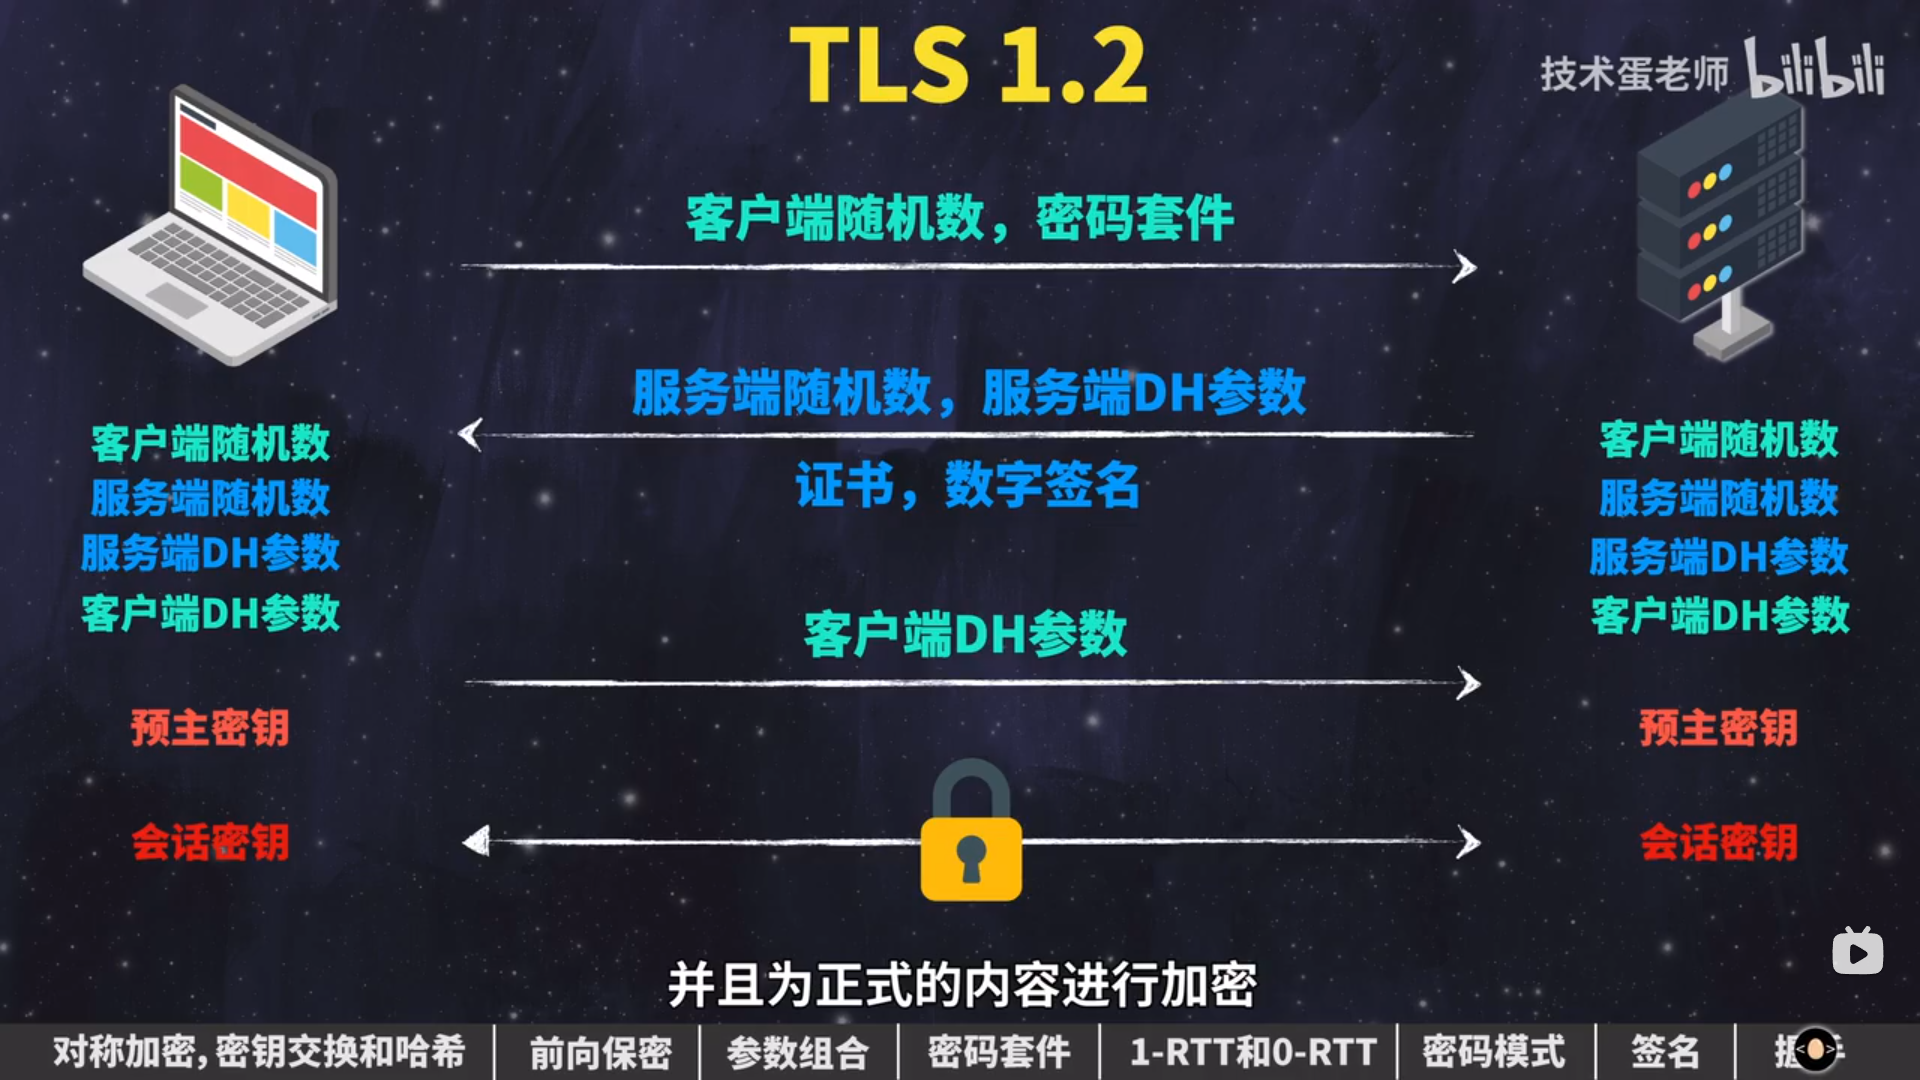 TLS 1.2
技术蛋老师 bilibili
客户端随机数，密码套件
服务端随机数，服务端DH参数
证书，数字签名
客户端DH参数
客户端随机数
服务端随机数
服务端DH参数
客户端DH参数
预主密钥
会话密钥
客户端随机数
服务端随机数
服务端DH参数
客户端DH参数
预主密钥
会话密钥
并且为正式的内容进行加密
对称加密,密钥交换和哈希
前向保密
参数组合
密码套件
1-RTT和0-RTT
密码模式
签名